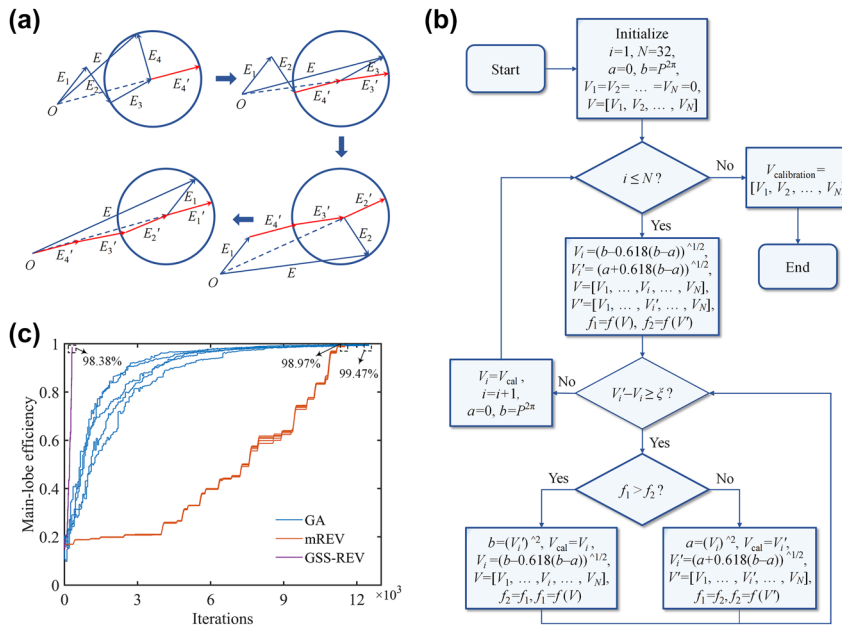 (a)
E
E4
E1
E2
E3
E4'
O
E
E1
E2
E3
E4'
E3'
O
E1
E1'
E2'
E3'
E4'
O
E2'
E3'
E4'
E1
E2
E
O
(b)
Start
Initialize
i=1, N=32,
a=0, b=P^2π,
V1=V2= … =VN=0,
V=[V1, V2, … , VN]
i ≤ N ?
No
Vcalibration=
[V1, V2, … , VN]
End
Yes
Vi=(b–0.618(b–a))^1/2,
Vi'=(a+0.618(b–a))^1/2,
V=[V1, … ,Vi, … , VN],
V'=[V1, … ,Vi', … , VN],
f1=f(V), f2=f(V')
Vi=Vcal,
i=i+1,
a=0, b=P^2π
No
Vi'–Vi ≥ ξ ?
Yes
Yes
f1 > f2 ?
No
b=(Vi')^2, Vcal=Vi,
Vi=(b–0.618(b–a))^1/2,
V=[V1, … ,Vi, … , VN],
f2=f1, f1=f(V)
a=(Vi)^2, Vcal=Vi',
Vi'=(a+0.618(b–a))^1/2,
V'=[V1, … ,Vi', … , VN],
f1=f2, f2=f(V')
(c)
Main-lobe efficiency
1
0.8
0.6
0.4
0.2
0
98.38%
98.97%
99.47%
GA
mREV
GSS-REV
0
3
6
9
12
×10³
Iterations